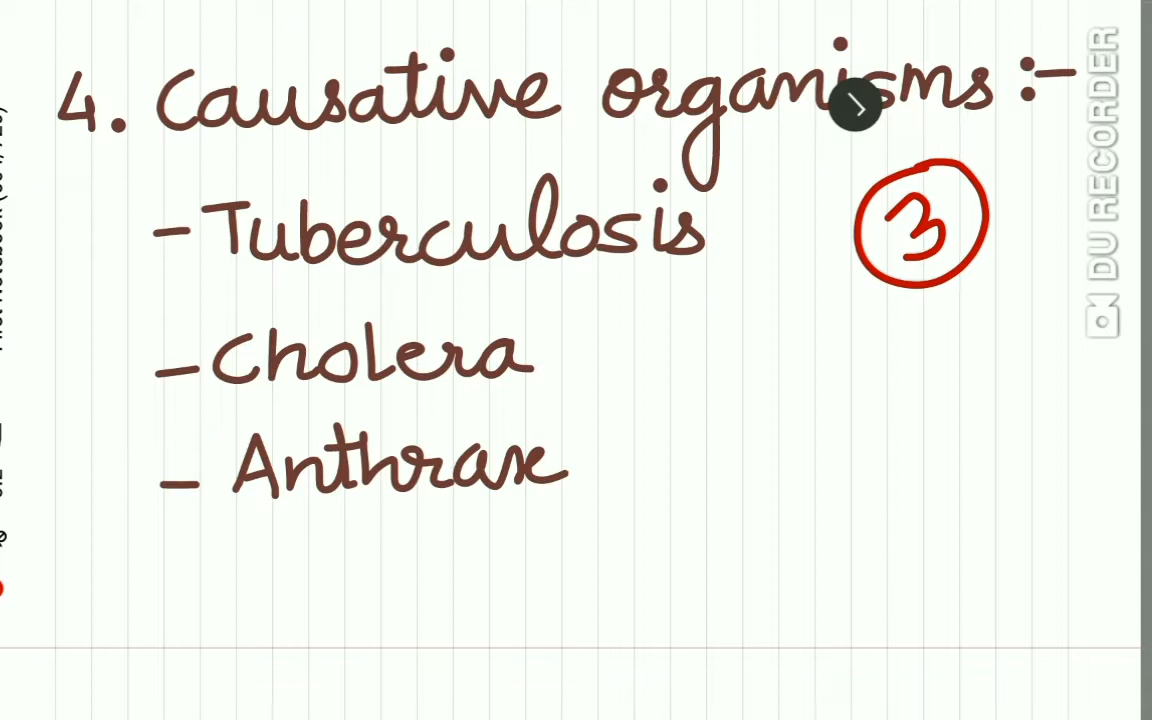 4. Causative organisms :-
- Tuberculosis
3
- Cholera
- Anthrax
DU RECORDER